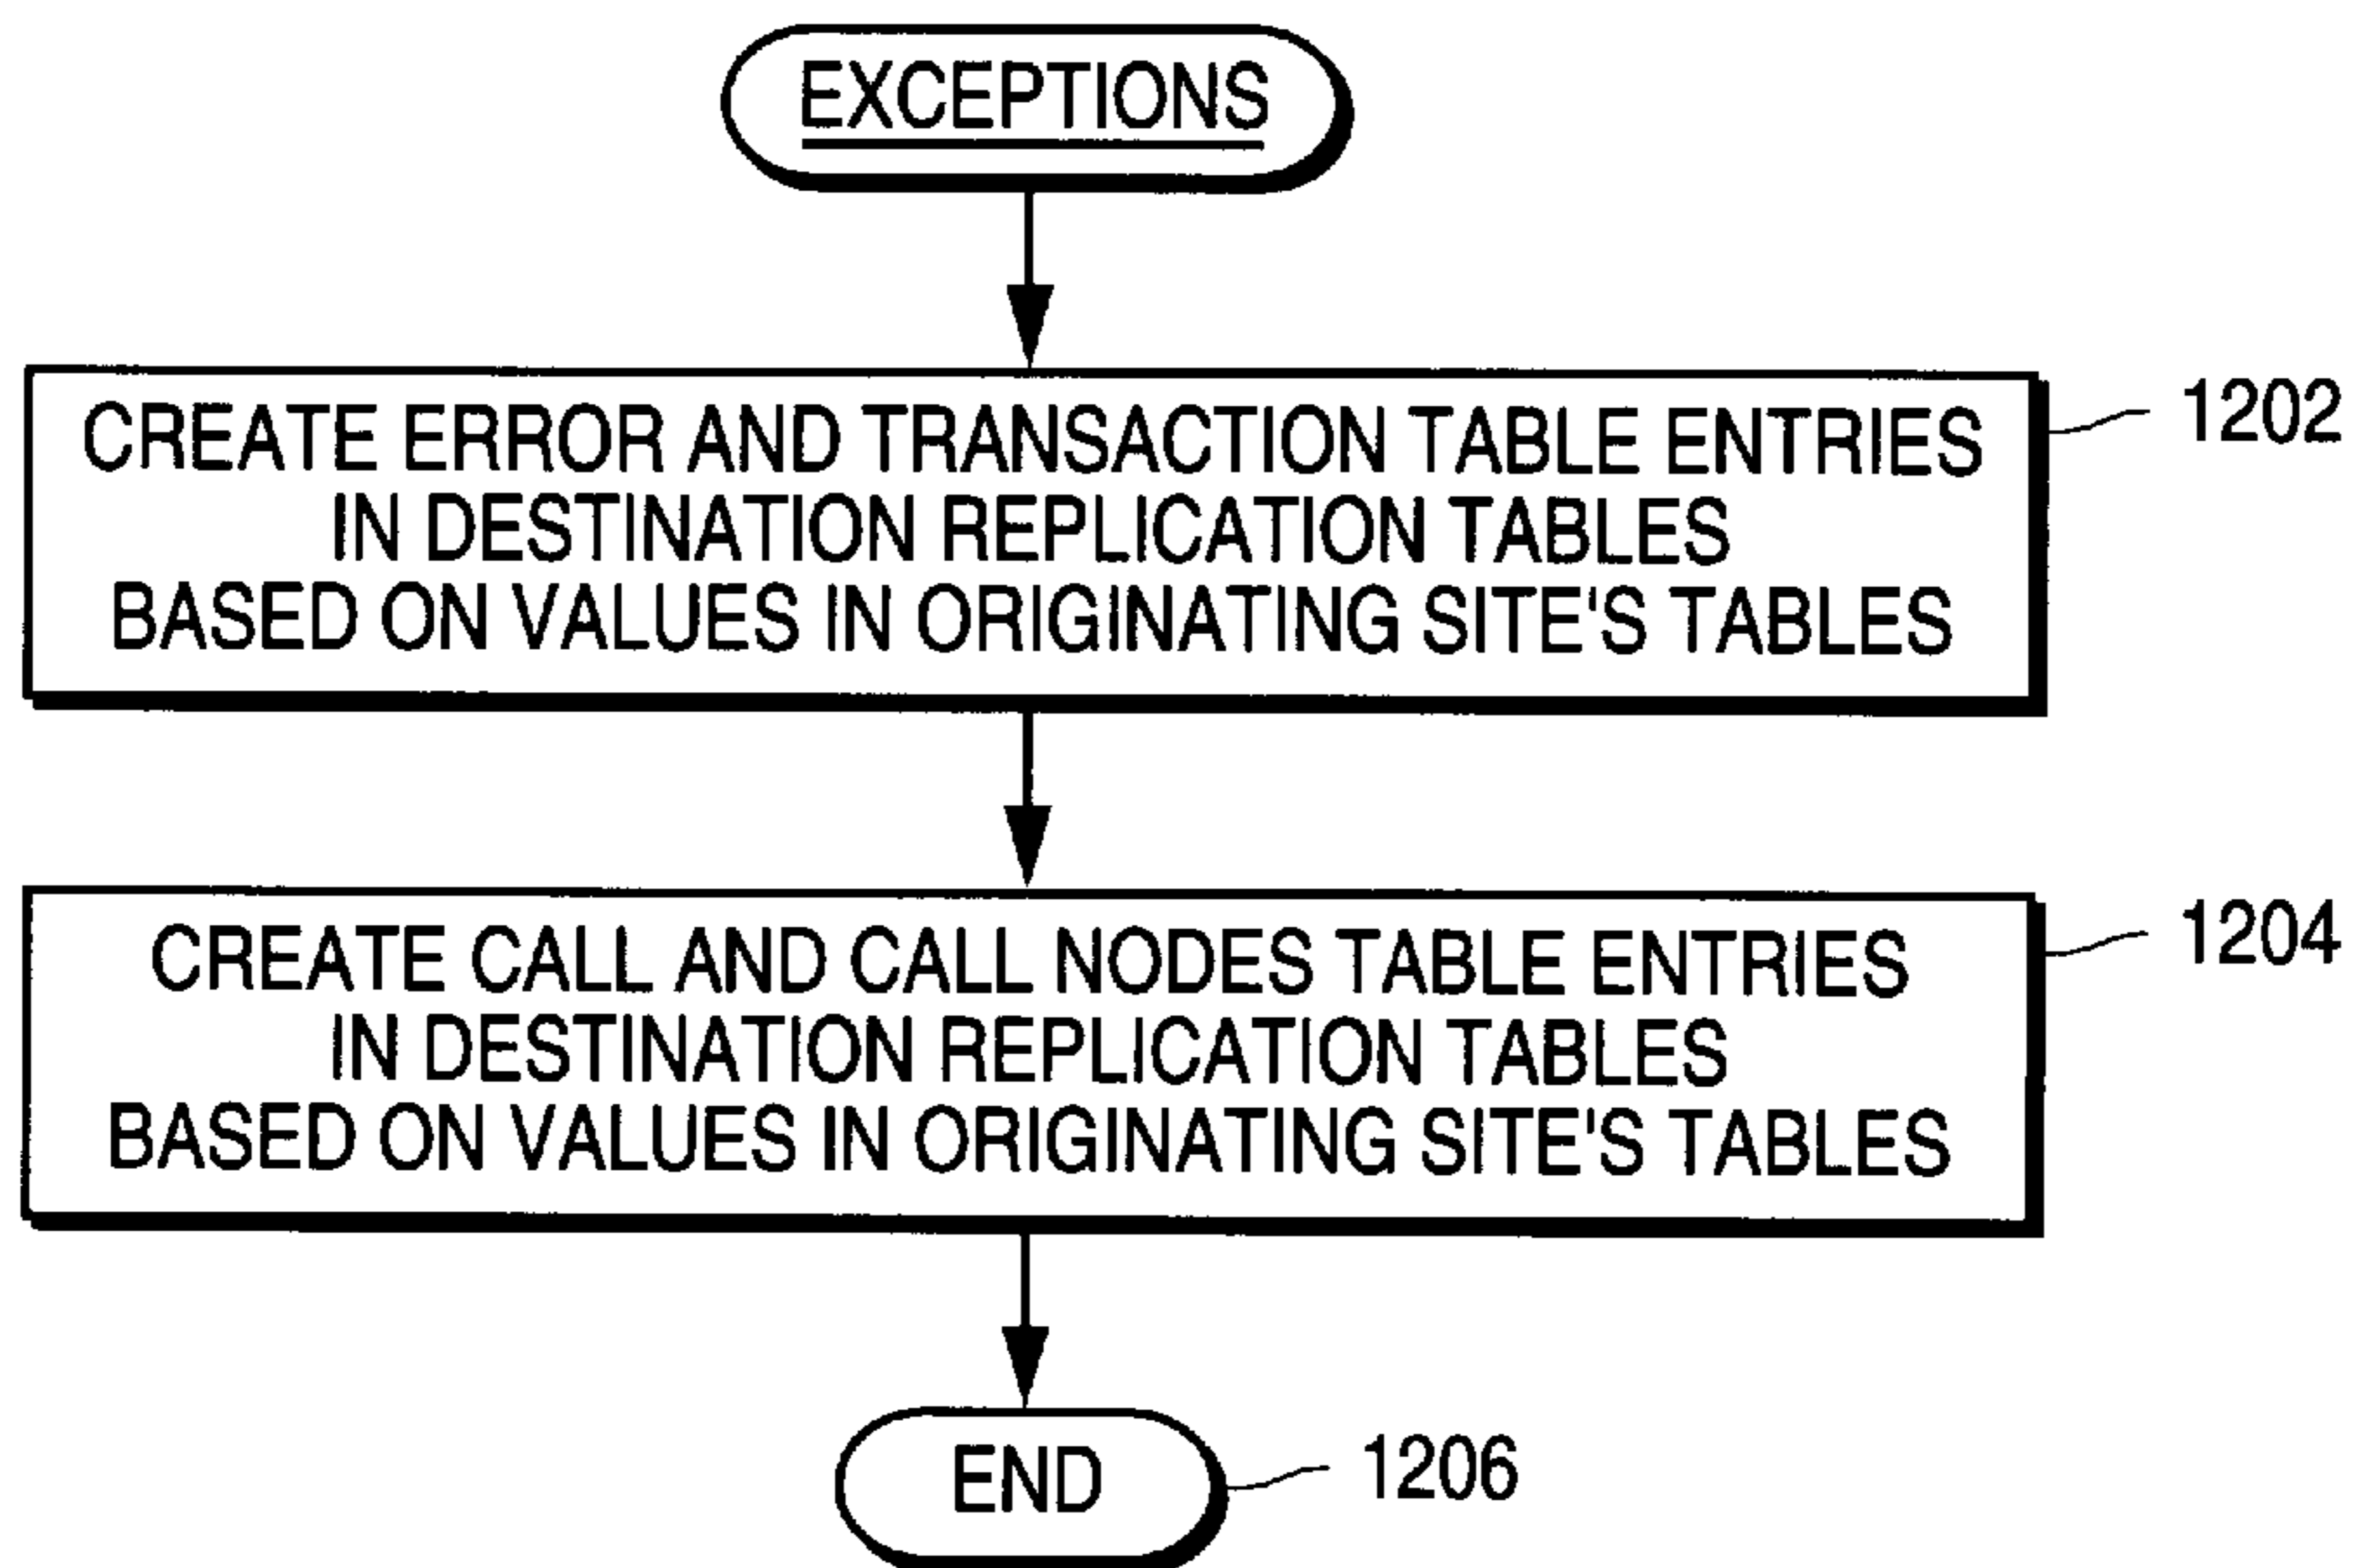 EXCEPTIONS
CREATE ERROR AND TRANSACTION TABLE ENTRIES
IN DESTINATION REPLICATION TABLES
BASED ON VALUES IN ORIGINATING SITE'S TABLES
1202
CREATE CALL AND CALL NODES TABLE ENTRIES
IN DESTINATION REPLICATION TABLES
BASED ON VALUES IN ORIGINATING SITE'S TABLES
1204
END
1206